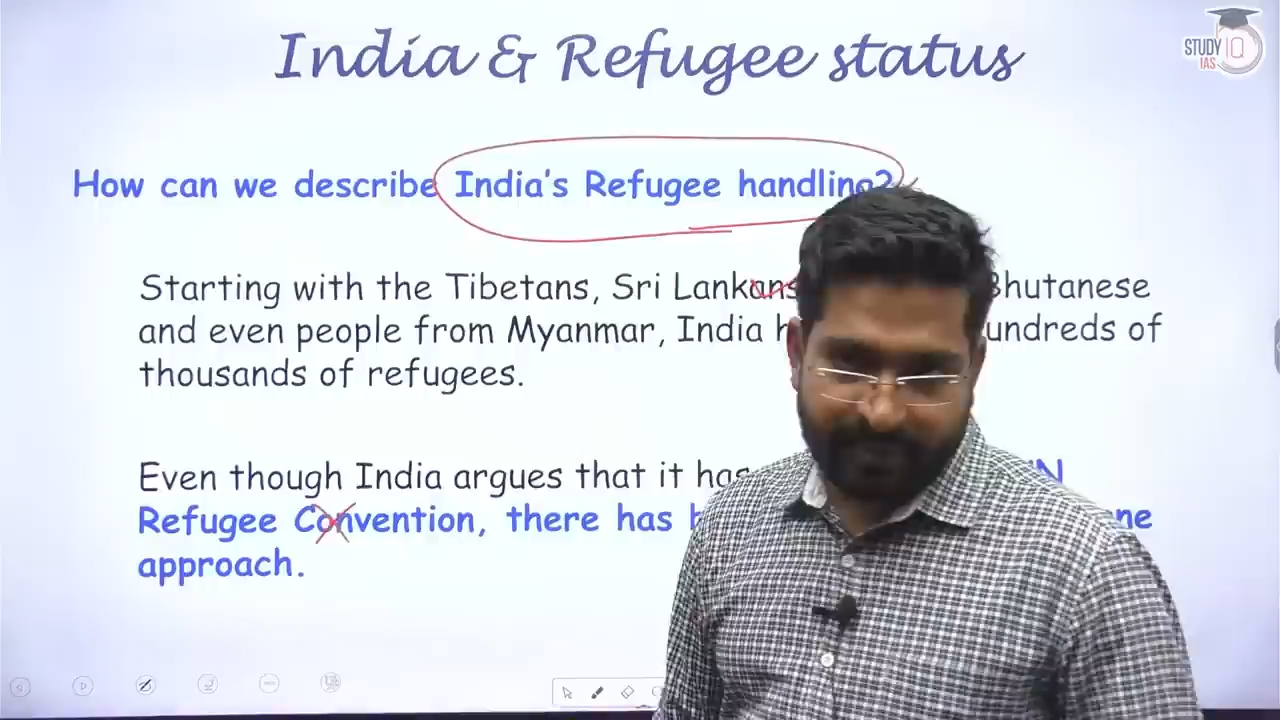 India & Refugee status
STUDY IQ
IAS
How can we describe India's Refugee handling?
Starting with the Tibetans, Sri Lankans Bhutanese
and even people from Myanmar, India hundreds of
thousands of refugees.
Even though India argues that it has UN
Refugee Convention, there has
approach.